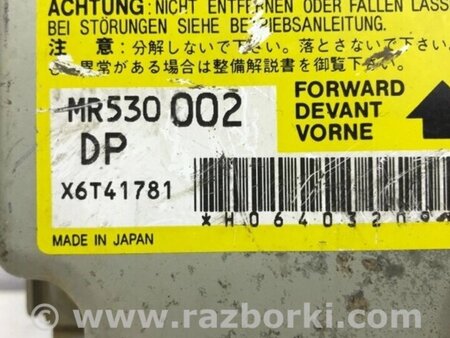 ACHTUNG: NICHT ENTFERNEN ODER FALLEN LASS
BEI STÖRUNGEN SIEHE BETRIEBSANLEITUNG.
注意:分解しないで下さい。落とさないで下さい。
異常がある場合は整備解説書を御覧下さい。
MR530 002
DP
X6T41781
FORWARD
DEVANT
VORNE
*H06403209
MADE IN JAPAN
www.razborki.com